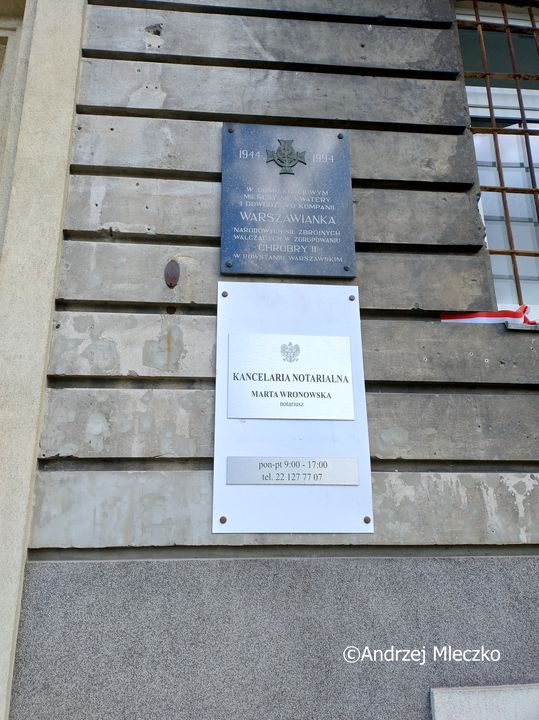 1944 1994
W DOMU
MIEŚCIŁY SIĘ KWATERY
I DOWÓDZTWO KOMPANII
WARSZAWIANKA
NARODOWYCH SIŁ ZBROJNYCH
WALCZĄCYCH W ZGRUPOWANIU
CHROBRY II
W POWSTANIU WARSZAWSKIM
KANCELARIA NOTARIALNA
MARTA WRONOWSKA
notariusz
pon-pt 9:00 - 17:00
tel. 22 127 77 07
©Andrzej Mleczko